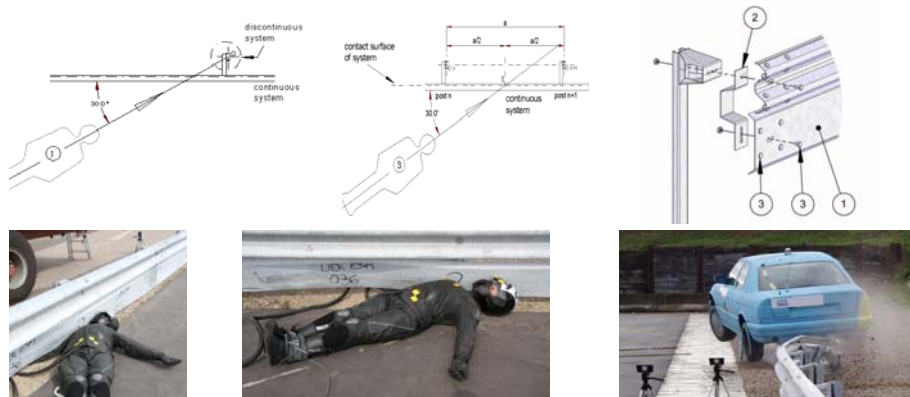 discontinuous
system
continuous
system
30.0°
1
a
a/2
a/2
contact surface
of system
post n
continuous
system
post n+1
30.0°
3
2
3
3
1
036